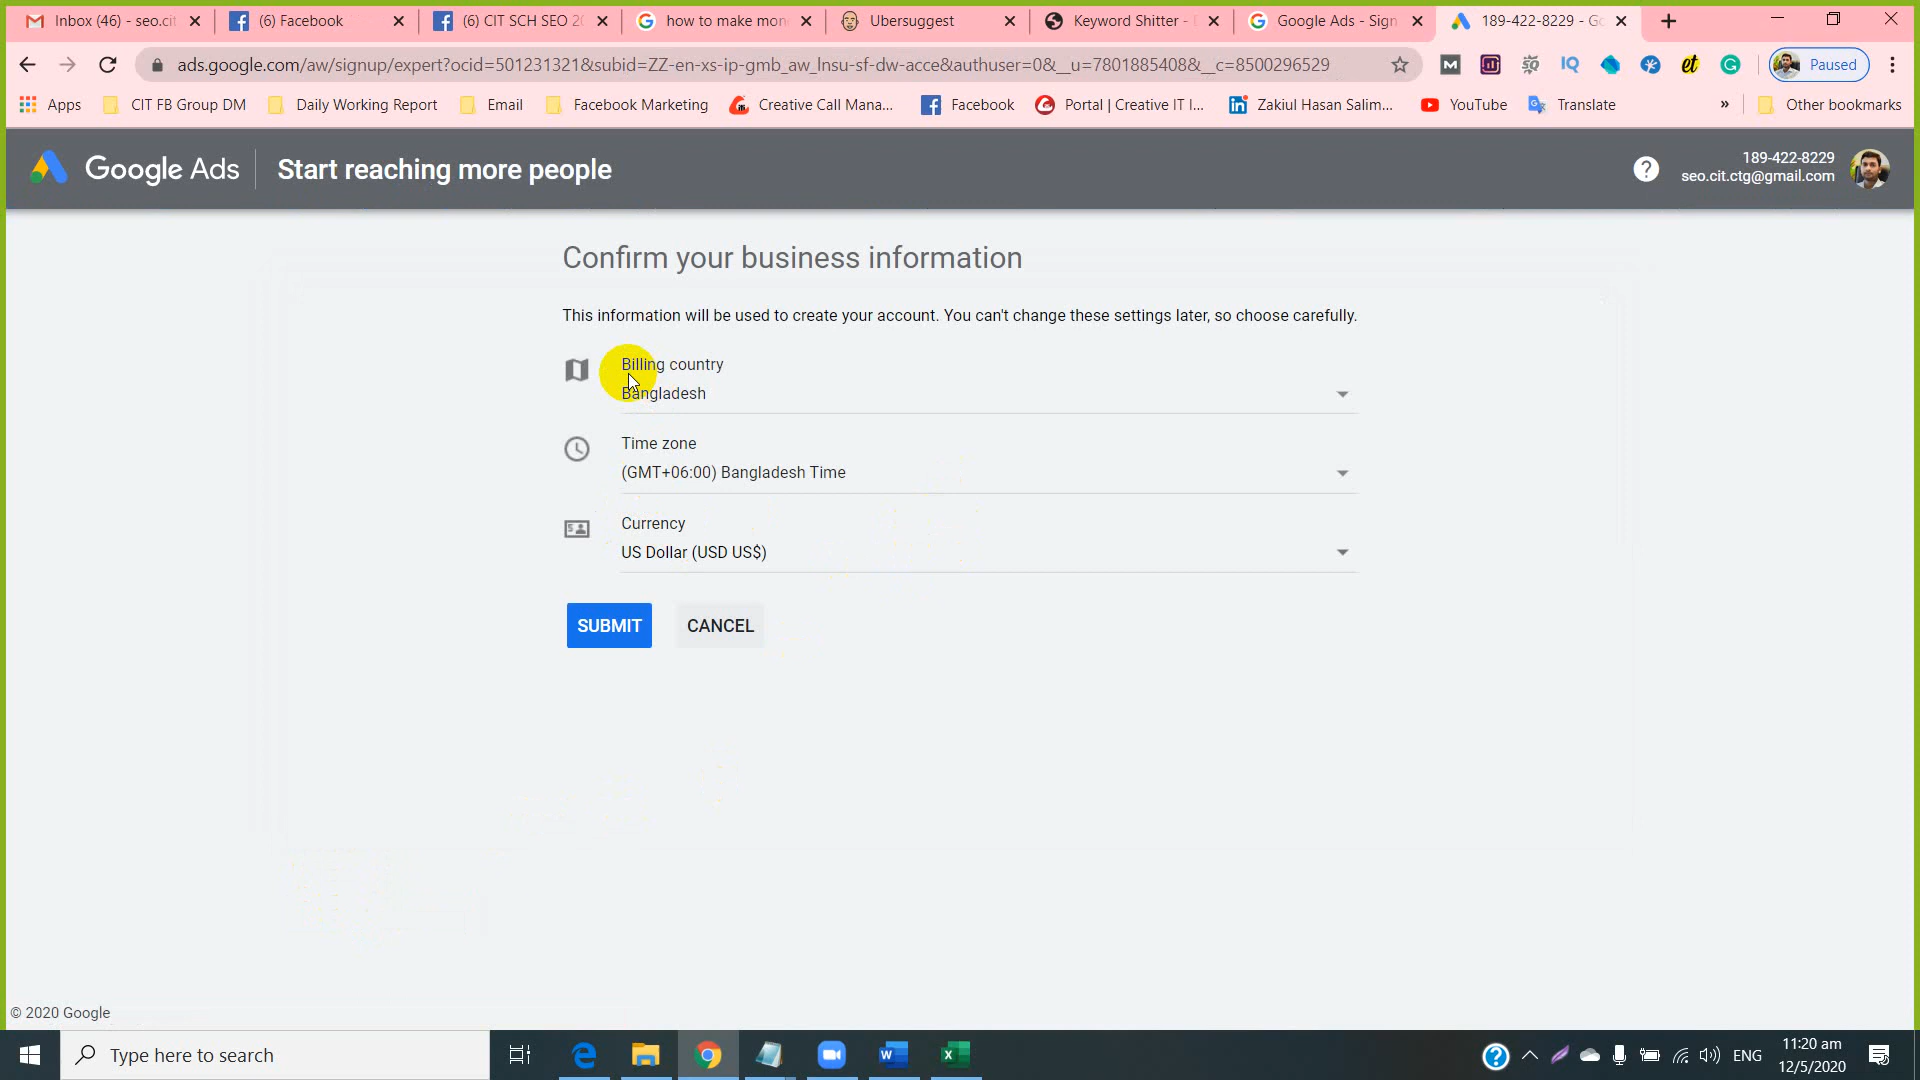 Inbox (46) - seo.cit
(6) Facebook
(6) CIT SCH SEO 20
how to make mon
Ubersuggest
Keyword Shitter -
Google Ads - Sign
189-422-8229 - Go
ads.google.com/aw/signup/expert?ocid=501231321&subid=ZZ-en-xs-ip-gmb_aw_lnsu-sf-dw-acce&authuser=0&__u=7801885408&__c=8500296529
Paused
Apps
CIT FB Group DM
Daily Working Report
Email
Facebook Marketing
Creative Call Mana...
Facebook
Portal | Creative IT I...
Zakiul Hasan Salim...
YouTube
Translate
»
Other bookmarks
Google Ads
Start reaching more people
189-422-8229
seo.cit.ctg@gmail.com
Confirm your business information
This information will be used to create your account. You can't change these settings later, so choose carefully.
Billing country
Bangladesh
Time zone
(GMT+06:00) Bangladesh Time
Currency
US Dollar (USD US$)
SUBMIT
CANCEL
© 2020 Google
Type here to search
ENG
11:20 am
12/5/2020